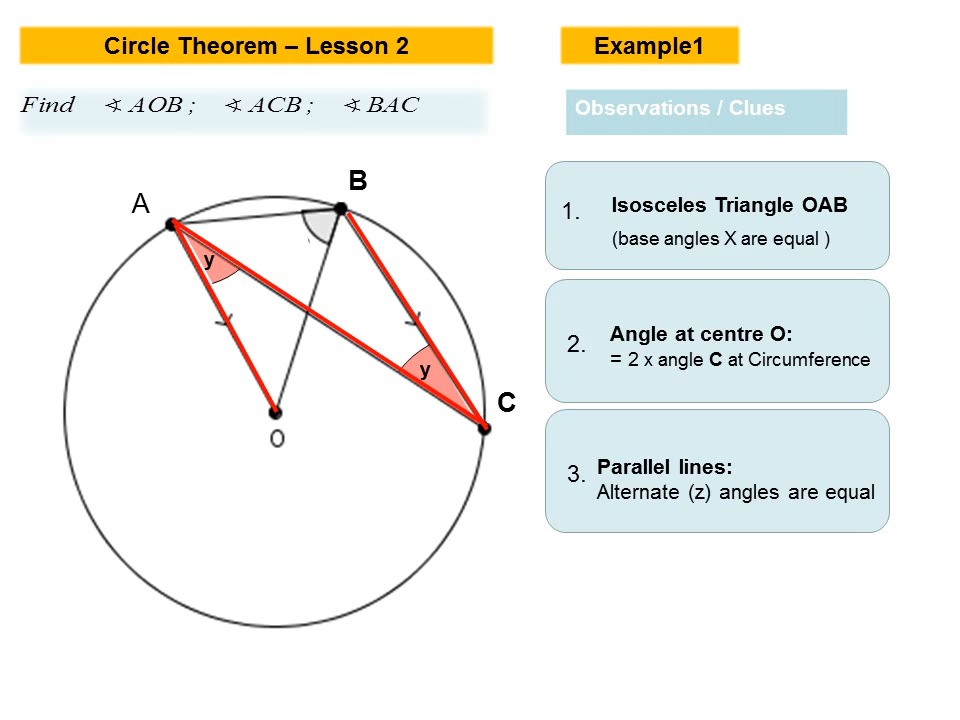 Circle Theorem – Lesson 2
Example1
Find ∢ AOB ; ∢ ACB ; ∢ BAC
Observations / Clues
A
B
y
y
C
O
1. Isosceles Triangle OAB
(base angles X are equal )
2. Angle at centre O:
= 2 x angle C at Circumference
3. Parallel lines:
Alternate (z) angles are equal